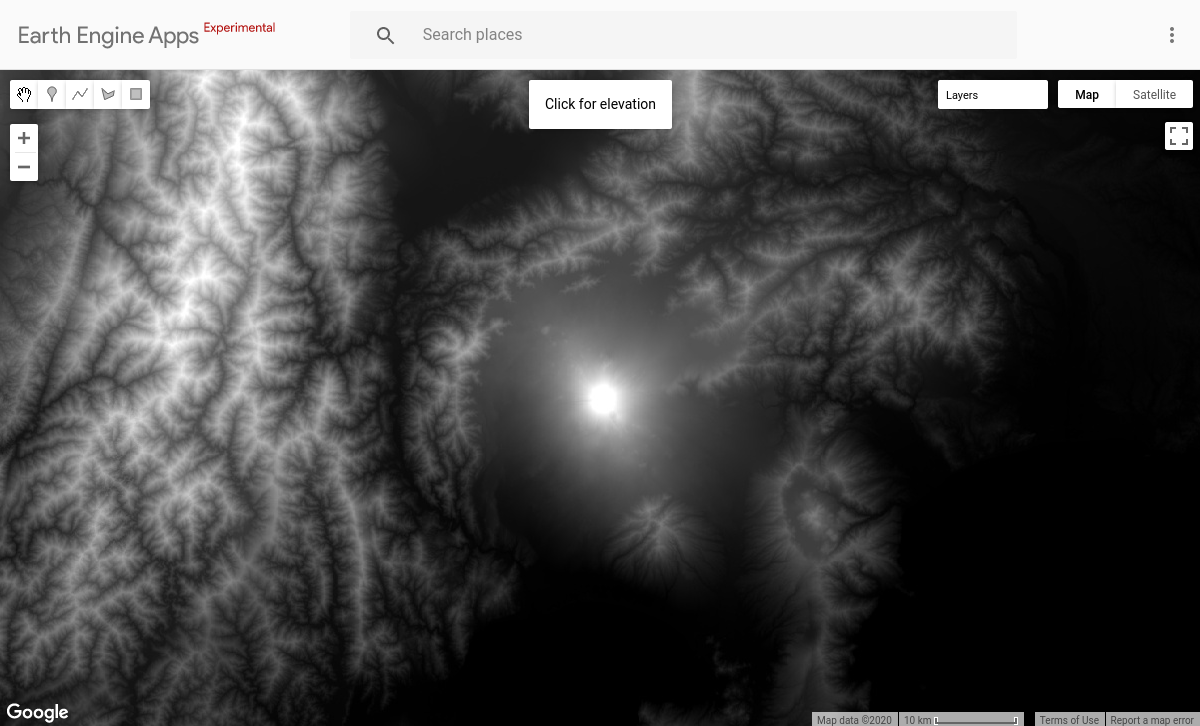 Earth Engine Apps Experimental
Search places
Click for elevation
Layers
Map
Satellite
+
−
Google
Map data ©2020
10 km
Terms of Use
Report a map error